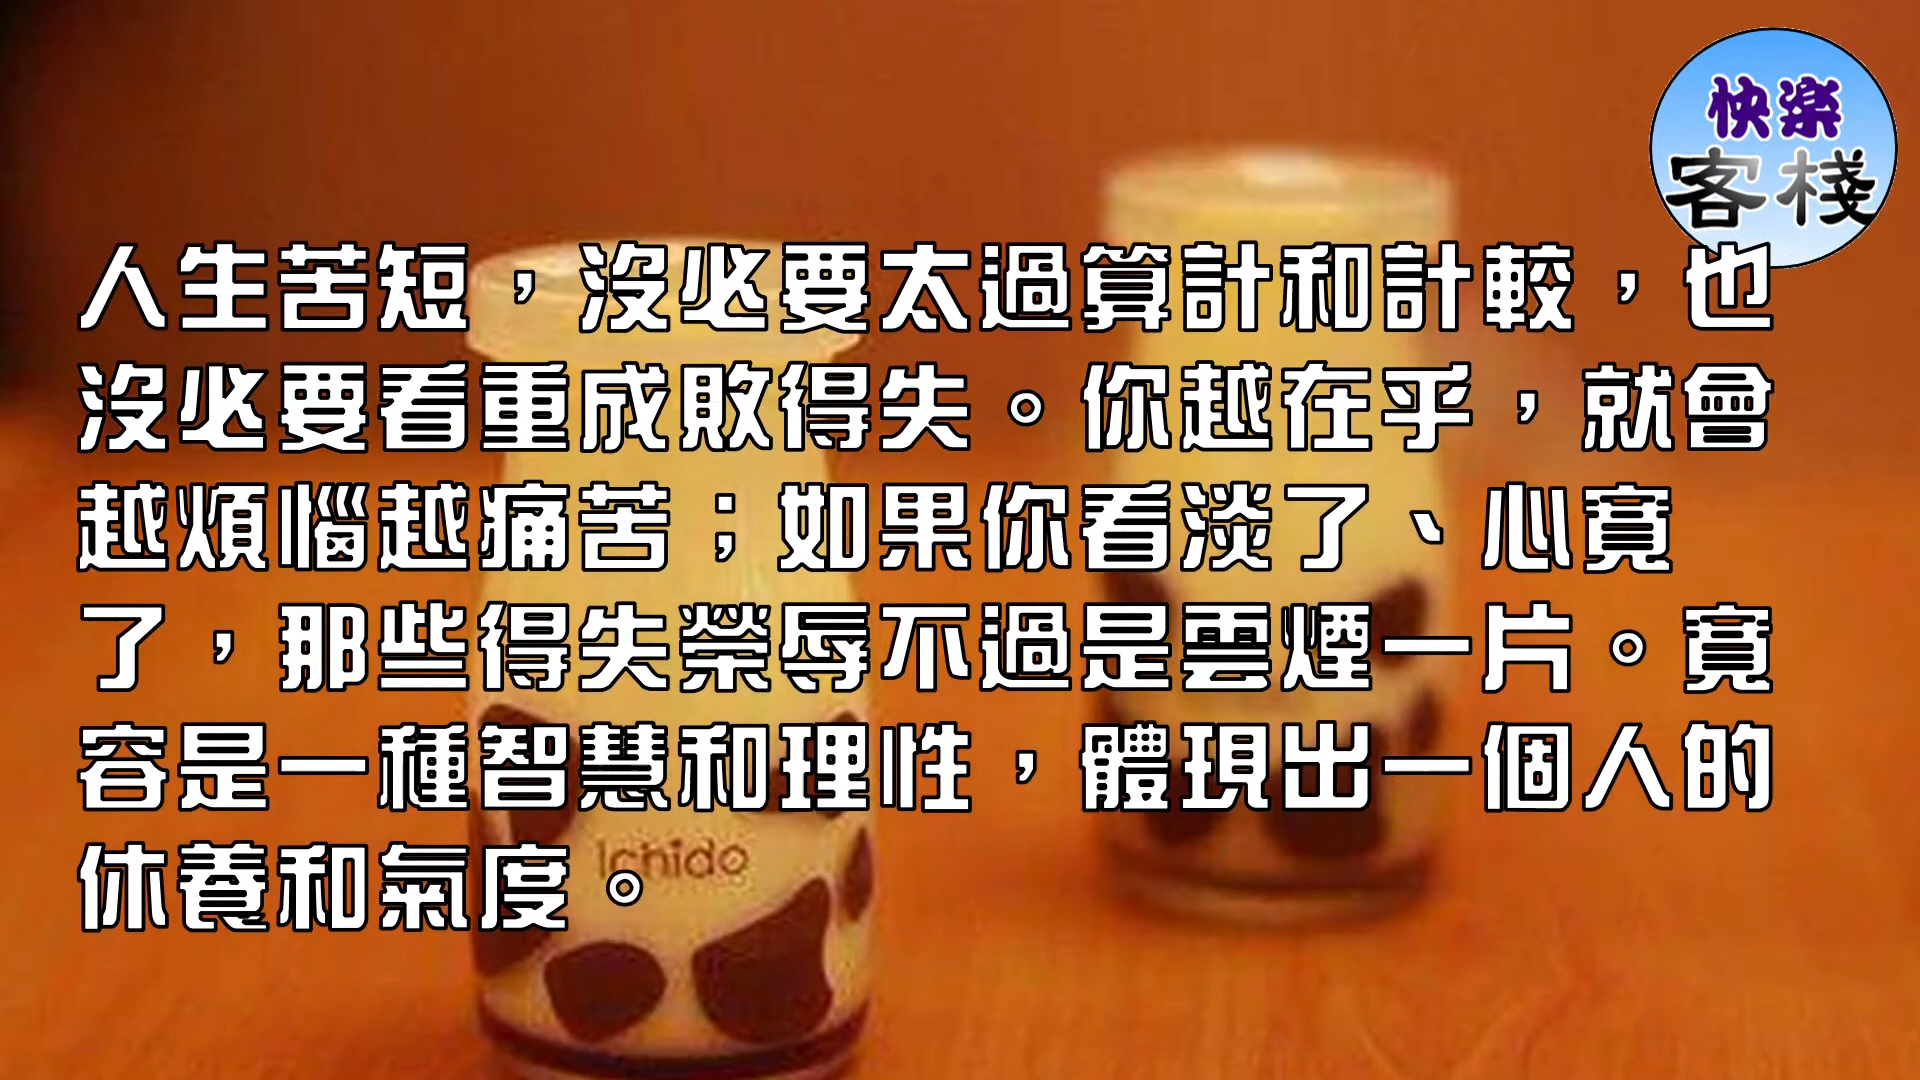 快樂
客棧
人生苦短，沒必要太過算計和計較，也
沒必要看重成敗得失。你越在乎，就會
越煩惱越痛苦；如果你看淡了、心寬
了，那些得失榮辱不過是雲煙一片。寬
容是一種智慧和理性，體現出一個人的
休養和氣度。
Ichido